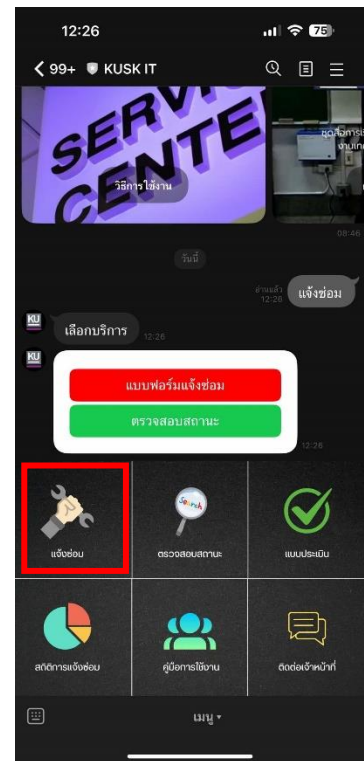 12:26
75
99+ KUSK IT
SERVICE
CENTER
วิธีการใช้งาน
08:46
วันนี้
อ่านแล้ว
12:26
แจ้งซ่อม
KU
เลือกบริการ
12:26
KU
แบบฟอร์มแจ้งซ่อม
ตรวจสอบสถานะ
12:26
Search
แจ้งซ่อม
ตรวจสอบสถานะ
แบบประเมิน
สถิติการแจ้งซ่อม
คู่มือการใช้งาน
ติดต่อเจ้าหน้าที่
เมนู